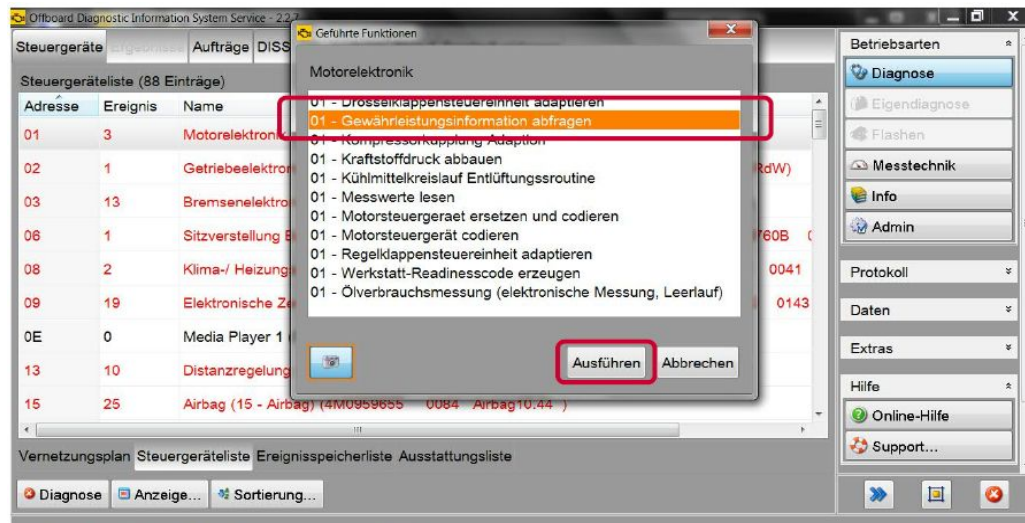 Offboard Diagnostic Information System Service - 2.2.7
Steuergeräte Ergebnisse Aufträge DISS
Steuergeräteliste (88 Einträge)
Adresse Ereignis Name
01 3 Motorelektronik
02 1 Getriebeelektron RdW)
03 13 Bremsenelektro
06 1 Sitzverstellung 760B
08 2 Klima-/ Heizungs 0041
09 19 Elektronische Ze 0143
0E 0 Media Player 1
13 10 Distanzregelung
15 25 Airbag (15 - Airbag) (4M0959655 0084 Airbag10.44 )
Vernetzungsplan Steuergeräteliste Ereignisspeicherliste Ausstattungsliste
Diagnose Anzeige... Sortierung...
Geführte Funktionen
Motorelektronik
01 - Drosselklappensteuereinheit adaptieren
01 - Gewährleistungsinformation abfragen
01 - Kompressorkupplung Adaption
01 - Kraftstoffdruck abbauen
01 - Kühlmittelkreislauf Entlüftungssroutine
01 - Messwerte lesen
01 - Motorsteuergeraet ersetzen und codieren
01 - Motorsteuergerät codieren
01 - Regelklappensteuereinheit adaptieren
01 - Werkstatt-Readinesscode erzeugen
01 - Ölverbrauchsmessung (elektronische Messung, Leerlauf)
Ausführen Abbrechen
Betriebsarten
Diagnose
Eigendiagnose
Flashen
Messtechnik
Info
Admin
Protokoll
Daten
Extras
Hilfe
Online-Hilfe
Support...